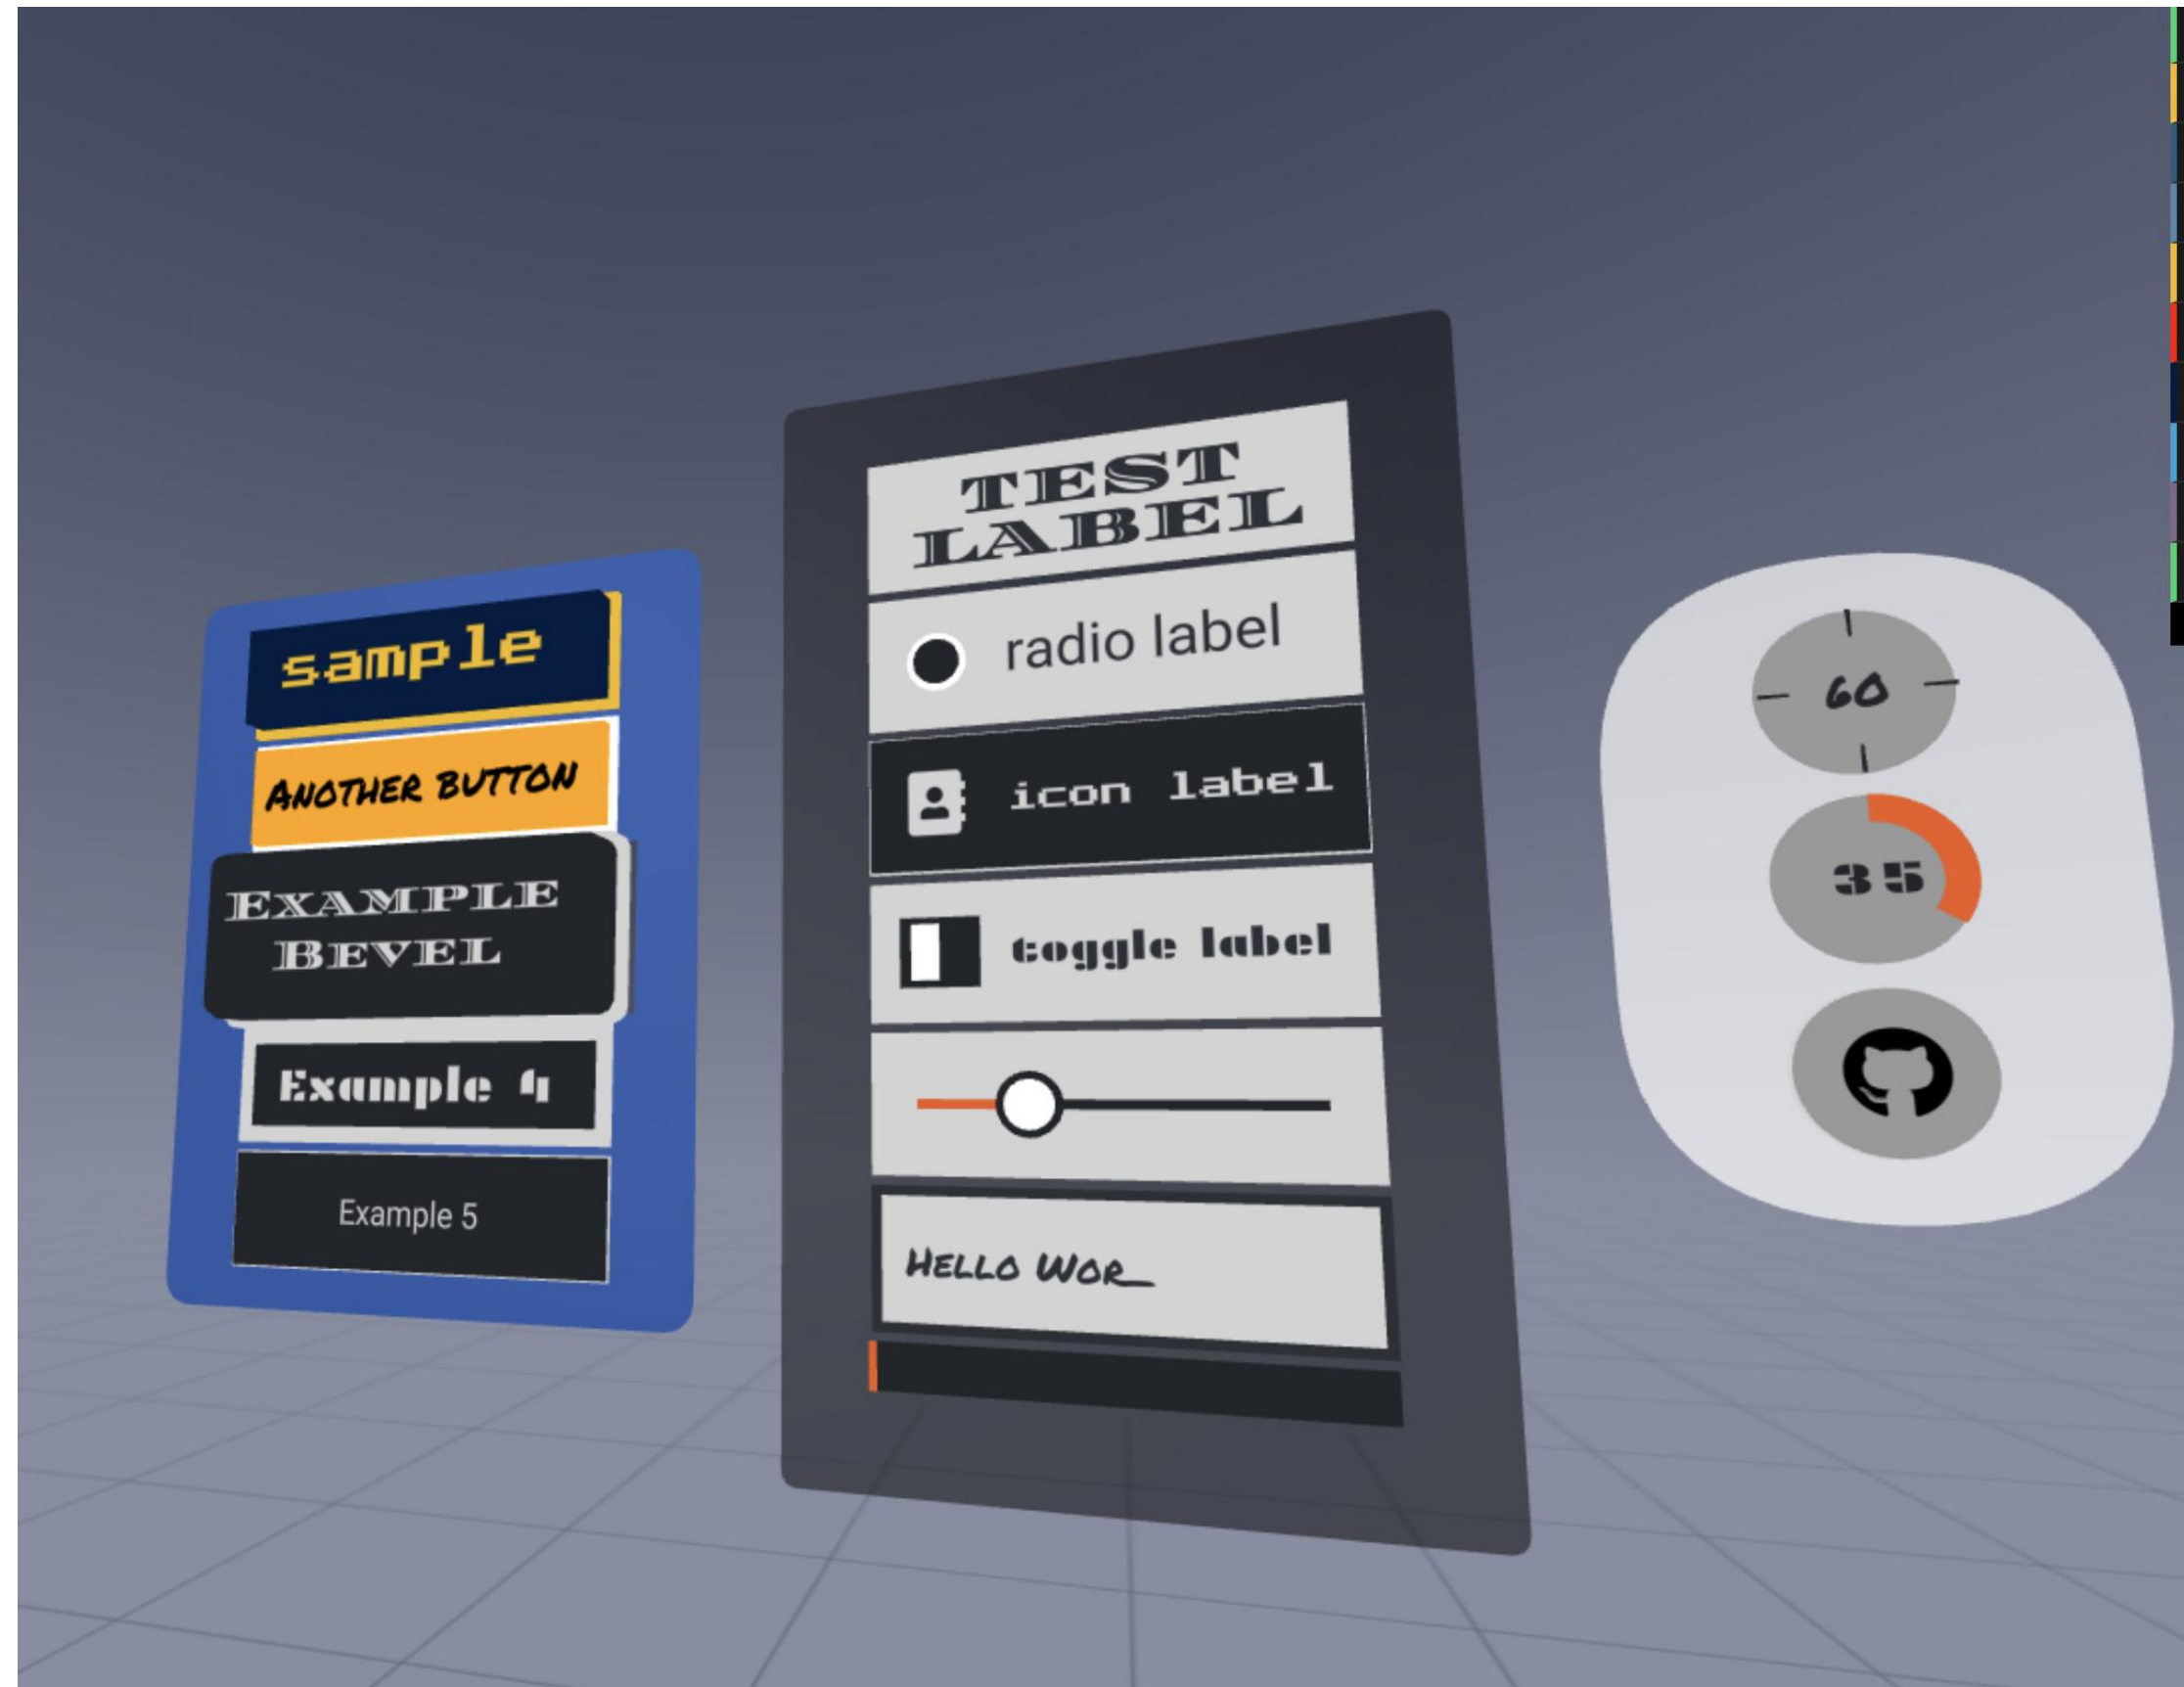 sample
ANOTHER BUTTON
EXAMPLE
BEVEL
Example 4
Example 5
TEST
LABEL
radio label
icon label
toggle label
HELLO WOR_
60
35